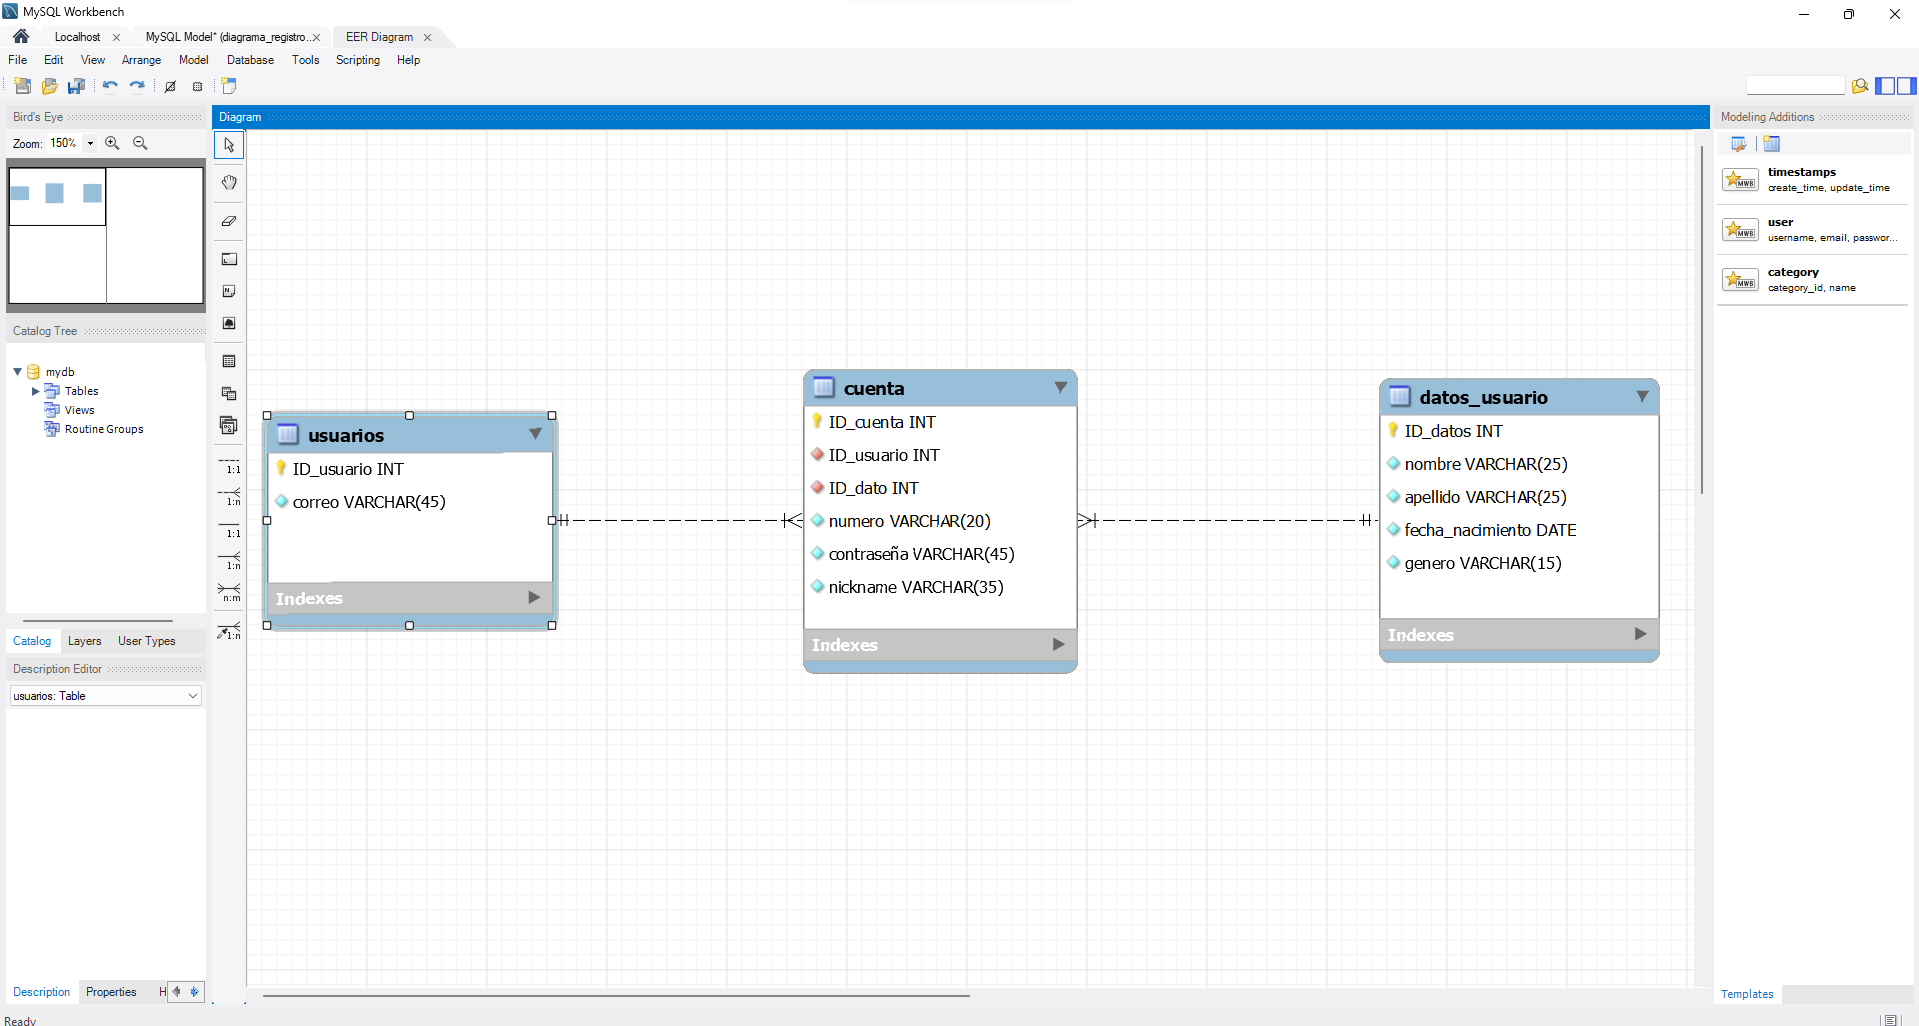 MySQL Workbench
Localhost
MySQL Model* (diagrama_registro..
EER Diagram
File Edit View Arrange Model Database Tools Scripting Help
Bird's Eye
Zoom: 150%
Catalog Tree
mydb
Tables
Views
Routine Groups
Catalog Layers User Types
Description Editor
usuarios: Table
Description Properties H
Ready
Diagram
1:1
1:n
1:1
1:n
n:m
1:n
usuarios
ID_usuario INT
correo VARCHAR(45)
Indexes
cuenta
ID_cuenta INT
ID_usuario INT
ID_dato INT
numero VARCHAR(20)
contraseña VARCHAR(45)
nickname VARCHAR(35)
Indexes
datos_usuario
ID_datos INT
nombre VARCHAR(25)
apellido VARCHAR(25)
fecha_nacimiento DATE
genero VARCHAR(15)
Indexes
Modeling Additions
MWB
timestamps
create_time, update_time
MWB
user
username, email, passwor...
MWB
category
category_id, name
Templates